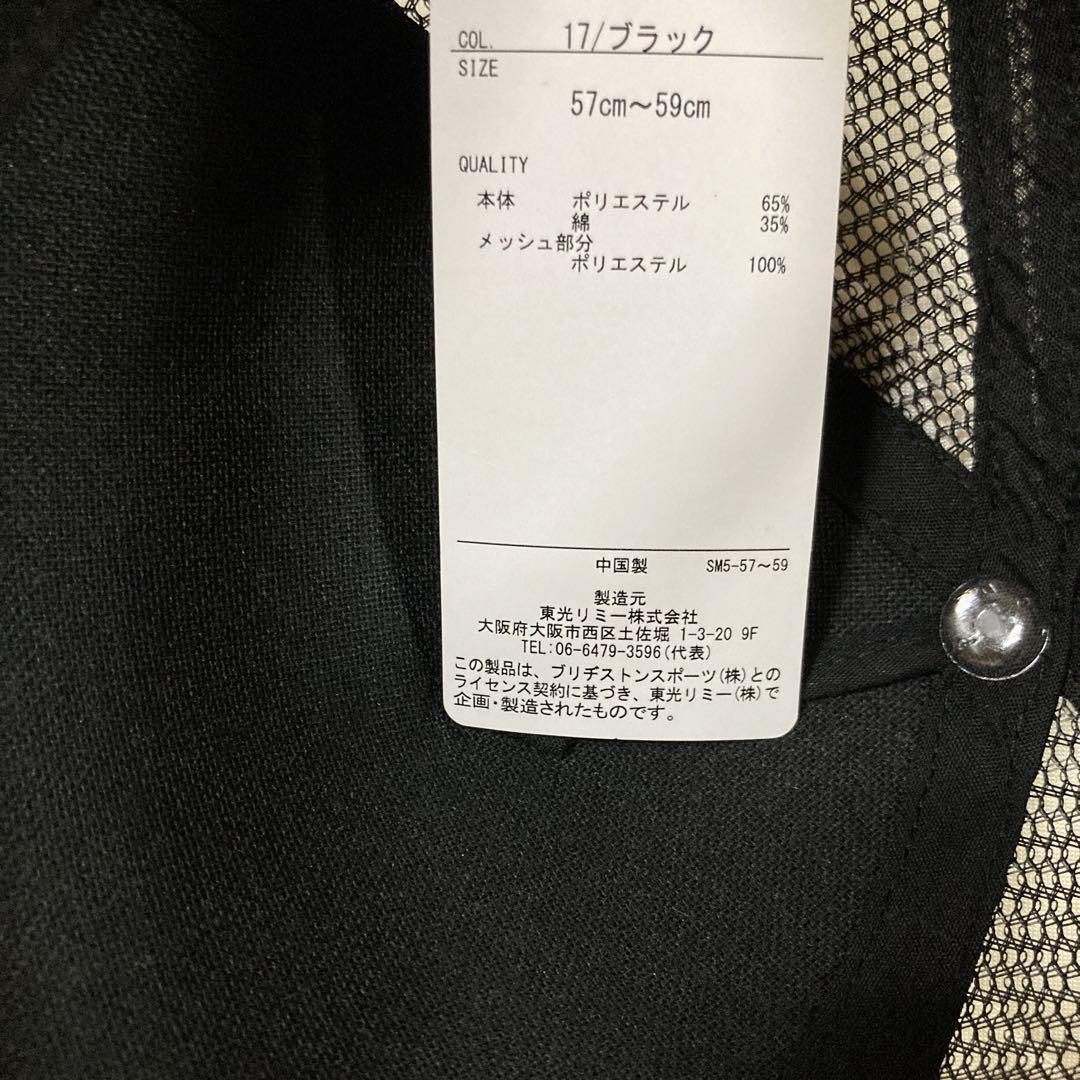 COL. 17/ブラック
SIZE
57cm～59cm
QUALITY
本体 ポリエステル 65%
綿 35%
メッシュ部分
ポリエステル 100%
中国製 SM5-57～59
製造元
東光リミー株式会社
大阪府大阪市西区土佐堀 1-3-20 9F
TEL:06-6479-3596(代表)
この製品は、ブリヂストンスポーツ(株)との
ライセンス契約に基づき、東光リミー(株)で
企画・製造されたものです。